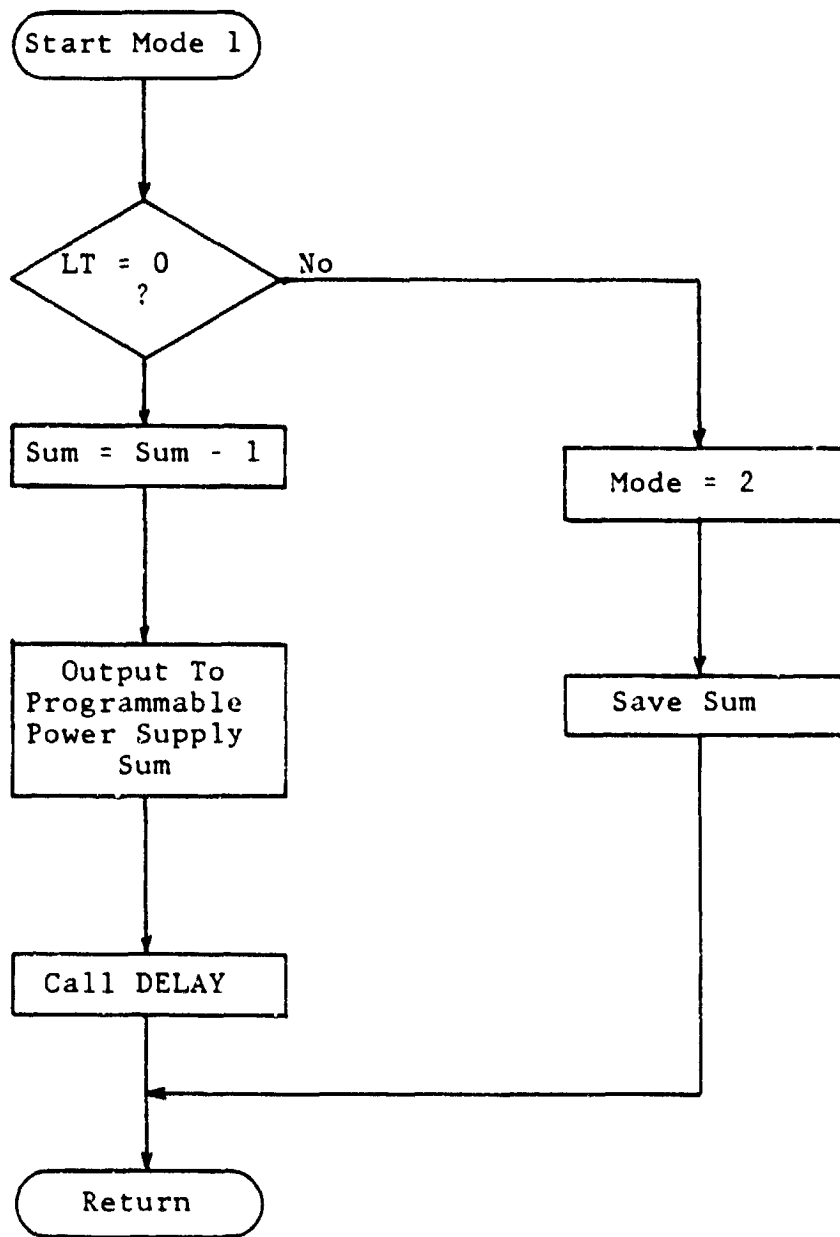 Start Mode 1
LT = 0
?
No
Sum = Sum - 1
Mode = 2
Output To
Programmable
Power Supply
Sum
Save Sum
Call DELAY
Return